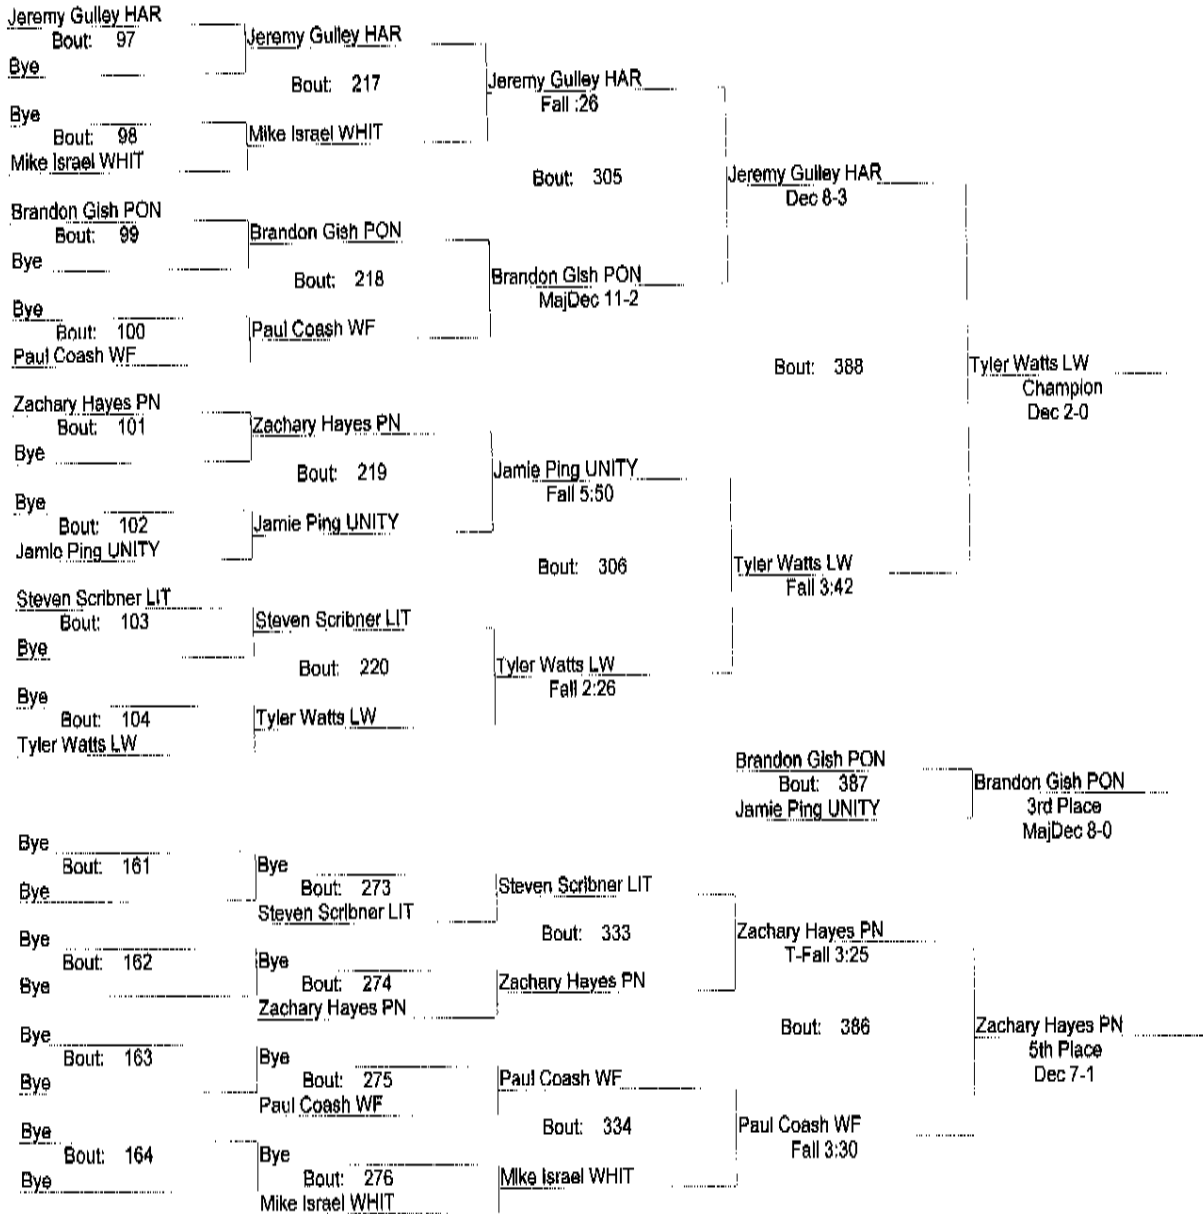 Jeremy Gulley HAR
Bout: 97
Bye
Bye
Bout: 98
Mike Israel WHIT
Brandon Gish PON
Bout: 99
Bye
Bye
Bout: 100
Paul Coash WF
Zachary Hayes PN
Bout: 101
Bye
Bye
Bout: 102
Jamie Ping UNITY
Steven Scribner LIT
Bout: 103
Bye
Bye
Bout: 104
Tyler Watts LW
Jeremy Gulley HAR
Bout: 217
Mike Israel WHIT
Brandon Gish PON
Bout: 218
Paul Coash WF
Zachary Hayes PN
Bout: 219
Jamie Ping UNITY
Steven Scribner LIT
Bout: 220
Tyler Watts LW
Jeremy Gulley HAR
Fall :26
Bout: 305
Brandon Gish PON
MajDec 11-2
Jamie Ping UNITY
Fall 5:50
Bout: 306
Tyler Watts LW
Fall 2:26
Jeremy Gulley HAR
Dec 8-3
Bout: 388
Tyler Watts LW
Fall 3:42
Tyler Watts LW
Champion
Dec 2-0
Brandon Gish PON
Bout: 387
Jamie Ping UNITY
Brandon Gish PON
3rd Place
MajDec 8-0
Bye
Bout: 161
Bye
Bye
Bout: 162
Bye
Bye
Bout: 163
Bye
Bye
Bout: 164
Bye
Bye
Bout: 273
Steven Scribner LIT
Bye
Bout: 274
Zachary Hayes PN
Bye
Bout: 275
Paul Coash WF
Bye
Bout: 276
Mike Israel WHIT
Steven Scribner LIT
Bout: 333
Zachary Hayes PN
Paul Coash WF
Bout: 334
Mike Israel WHIT
Zachary Hayes PN
T-Fall 3:25
Bout: 386
Paul Coash WF
Fall 3:30
Zachary Hayes PN
5th Place
Dec 7-1